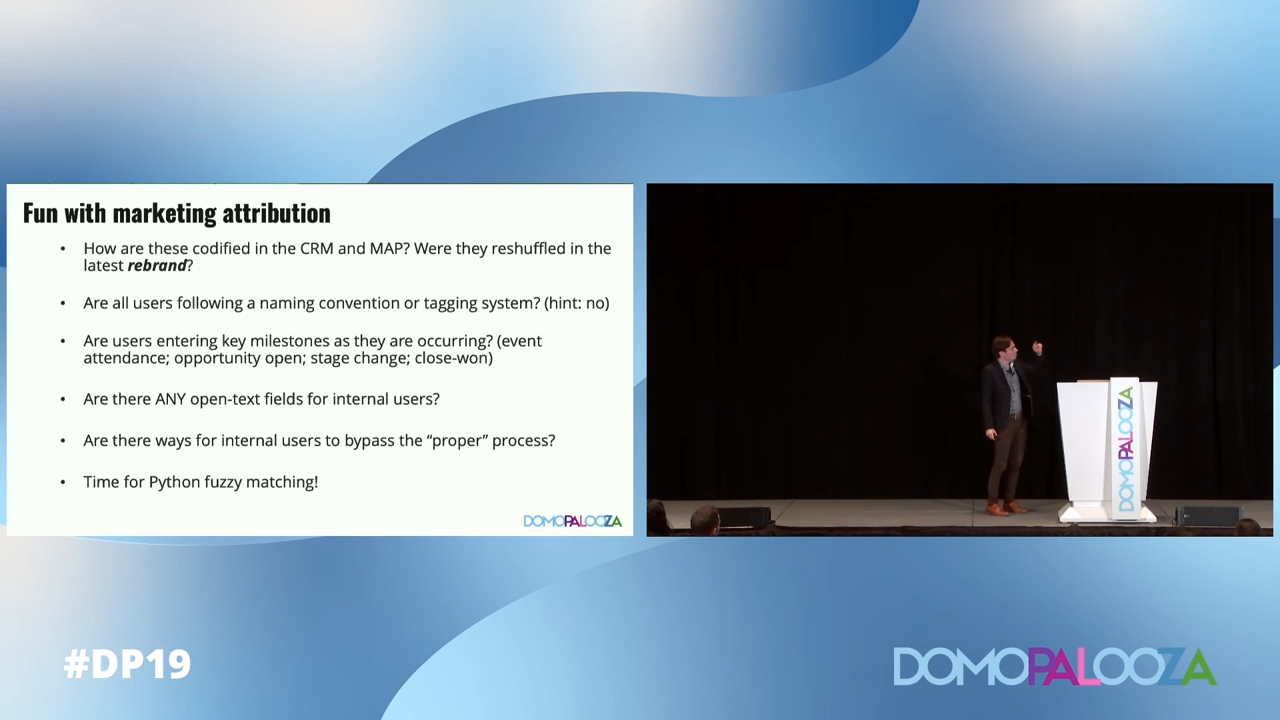 Fun with marketing attribution
• How are these codified in the CRM and MAP? Were they reshuffled in the
latest rebrand?
• Are all users following a naming convention or tagging system? (hint: no)
• Are users entering key milestones as they are occurring? (event
attendance; opportunity open; stage change; close-won)
• Are there ANY open-text fields for internal users?
• Are there ways for internal users to bypass the “proper” process?
• Time for Python fuzzy matching!
DOMOPALOOZA
DOMOPALOOZA
#DP19
DOMOPALOOZA